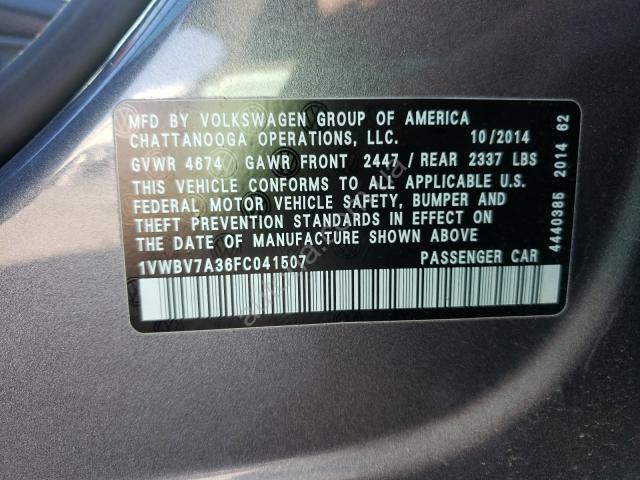 MFD BY VOLKSWAGEN GROUP OF AMERICA
CHATTANOOGA OPERATIONS, LLC. 10/2014
GVWR 4674 GAWR FRONT 2447 / REAR 2337 LBS
THIS VEHICLE CONFORMS TO ALL APPLICABLE U.S.
FEDERAL MOTOR VEHICLE SAFETY, BUMPER AND
THEFT PREVENTION STANDARDS IN EFFECT ON
THE DATE OF MANUFACTURE SHOWN ABOVE
1VWBV7A36FC041507 PASSENGER CAR
4440385 2014 62